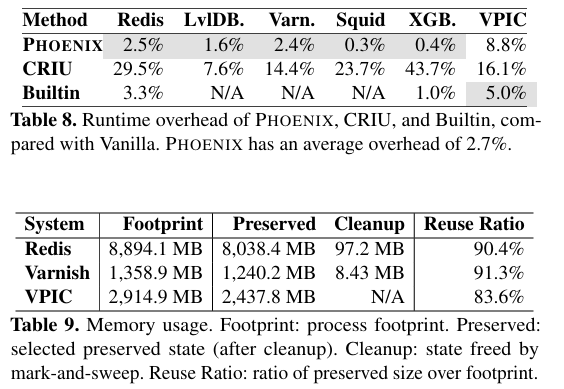 Method Redis LvlDB. Varn. Squid XGB. VPIC
PHOENIX 2.5% 1.6% 2.4% 0.3% 0.4% 8.8%
CRIU 29.5% 7.6% 14.4% 23.7% 43.7% 16.1%
Builtin 3.3% N/A N/A N/A 1.0% 5.0%
Table 8. Runtime overhead of PHOENIX, CRIU, and Builtin, com-
pared with Vanilla. PHOENIX has an average overhead of 2.7%.
System Footprint Preserved Cleanup Reuse Ratio
Redis 8,894.1 MB 8,038.4 MB 97.2 MB 90.4%
Varnish 1,358.9 MB 1,240.2 MB 8.43 MB 91.3%
VPIC 2,914.9 MB 2,437.8 MB N/A 83.6%
Table 9. Memory usage. Footprint: process footprint. Preserved:
selected preserved state (after cleanup). Cleanup: state freed by
mark-and-sweep. Reuse Ratio: ratio of preserved size over footprint.